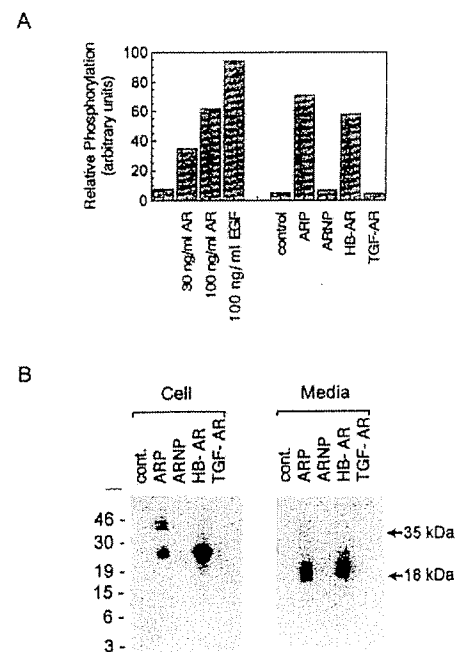 A
Relative Phosphorylation
(arbitrary units)
100
80
60
40
20
0
30 ng/ml AR
100 ng/ml AR
100 ng/ml EGF
control
ARP
ARNP
HB-AR
TGF-AR
B
Cell
Media
cont.
ARP
ARNP
HB-AR
TGF-AR
cont.
ARP
ARNP
HB-AR
TGF-AR
46 -
30 -
19 -
15 -
6 -
3 -
←35 kDa
←18 kDa